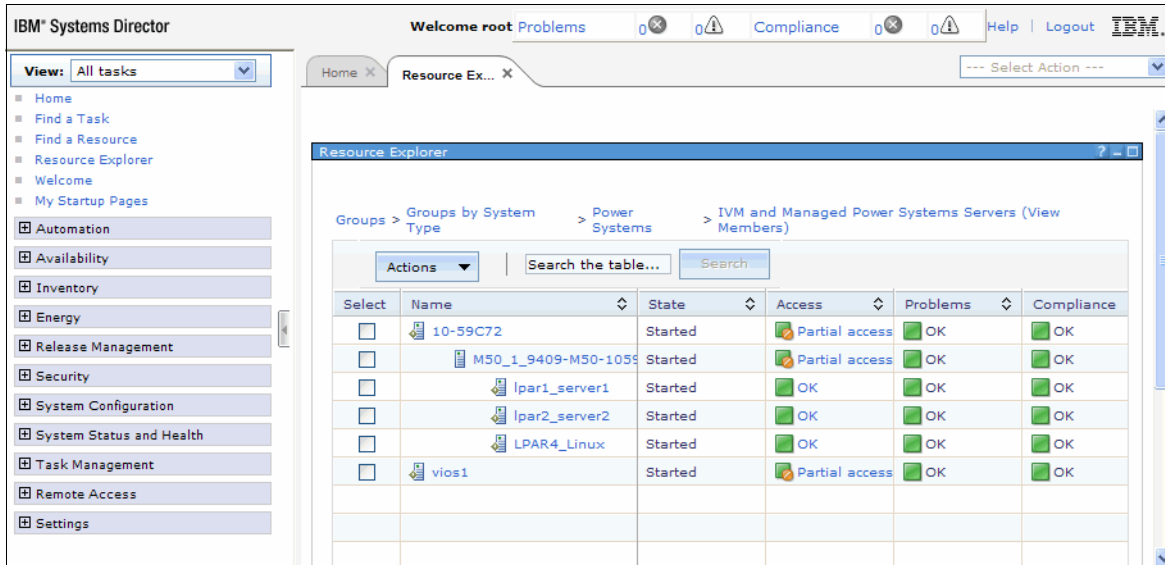 IBM® Systems Director
Welcome root Problems 0 0 Compliance 0 0 Help | Logout IBM.
View: All tasks
Home
Find a Task
Find a Resource
Resource Explorer
Welcome
My Startup Pages
Automation
Availability
Inventory
Energy
Release Management
Security
System Configuration
System Status and Health
Task Management
Remote Access
Settings
Home Resource Ex... --- Select Action ---
Resource Explorer ?
Groups > Groups by System Type > Power Systems > IVM and Managed Power Systems Servers (View Members)
Actions Search the table... Search
Select Name State Access Problems Compliance
10-59C72 Started Partial access OK OK
M50_1_9409-M50-1059 Started Partial access OK OK
lpar1_server1 Started OK OK OK
lpar2_server2 Started OK OK OK
LPAR4_Linux Started OK OK OK
vios1 Started Partial access OK OK